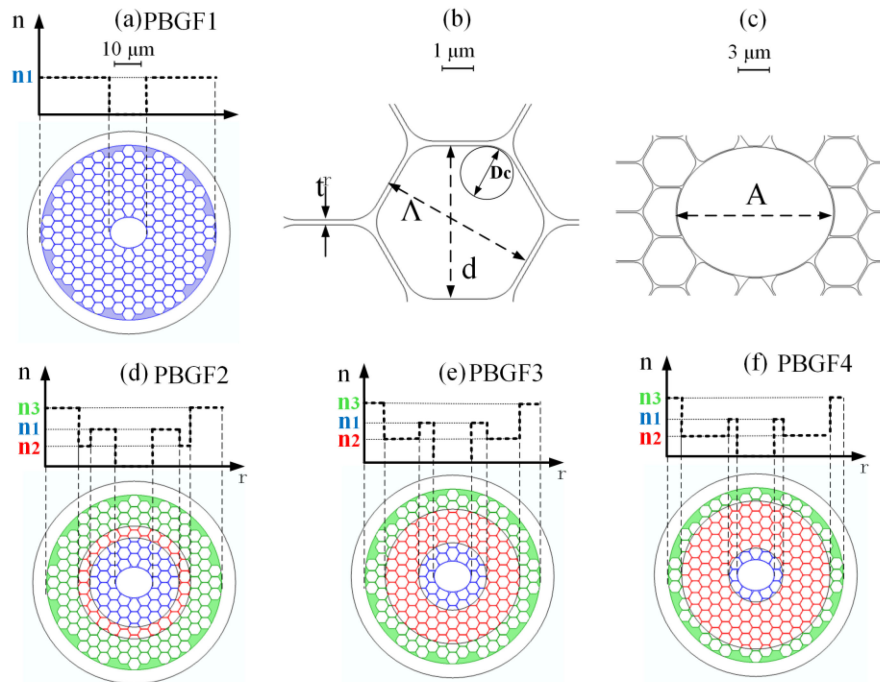 n (a) PBGF1
10 μm
n1
r
(b)
1 μm
t
Λ
d
Dc
(c)
3 μm
A
n (d) PBGF2
n3
n1
n2
r
n (e) PBGF3
n3
n1
n2
r
n (f) PBGF4
n3
n1
n2
r